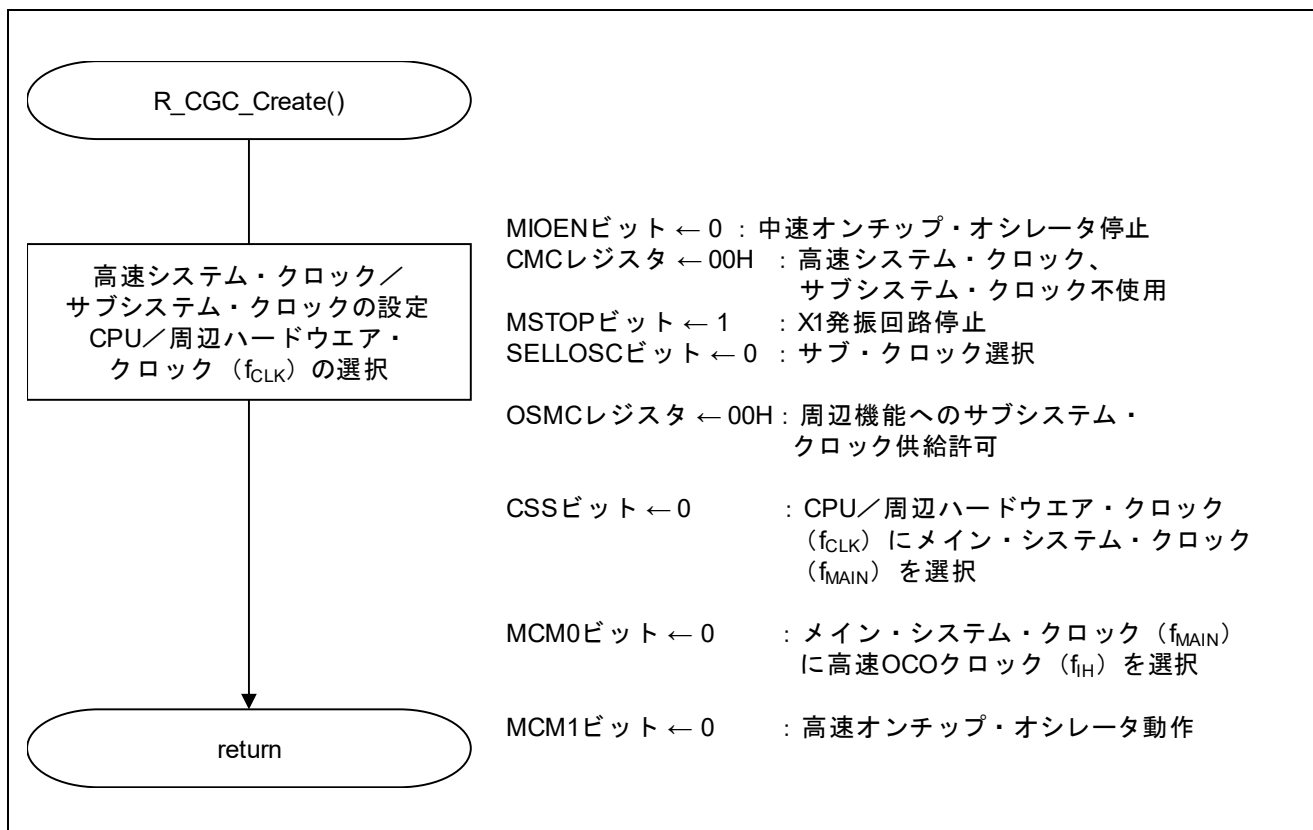 R_CGC_Create()
高速システム・クロック／
サブシステム・クロックの設定
CPU／周辺ハードウエア・
クロック（fCLK）の選択
return
MIOENビット ← 0 ：中速オンチップ・オシレータ停止
CMCレジスタ ← 00H ：高速システム・クロック、
サブシステム・クロック不使用
MSTOPビット ← 1 ：X1発振回路停止
SELLOSCビット ← 0 ：サブ・クロック選択
OSMCレジスタ ← 00H：周辺機能へのサブシステム・
クロック供給許可
CSSビット ← 0 ：CPU／周辺ハードウエア・クロック
（fCLK）にメイン・システム・クロック
（fMAIN）を選択
MCM0ビット ← 0 ：メイン・システム・クロック（fMAIN）
に高速OCOクロック（fIH）を選択
MCM1ビット ← 0 ：高速オンチップ・オシレータ動作